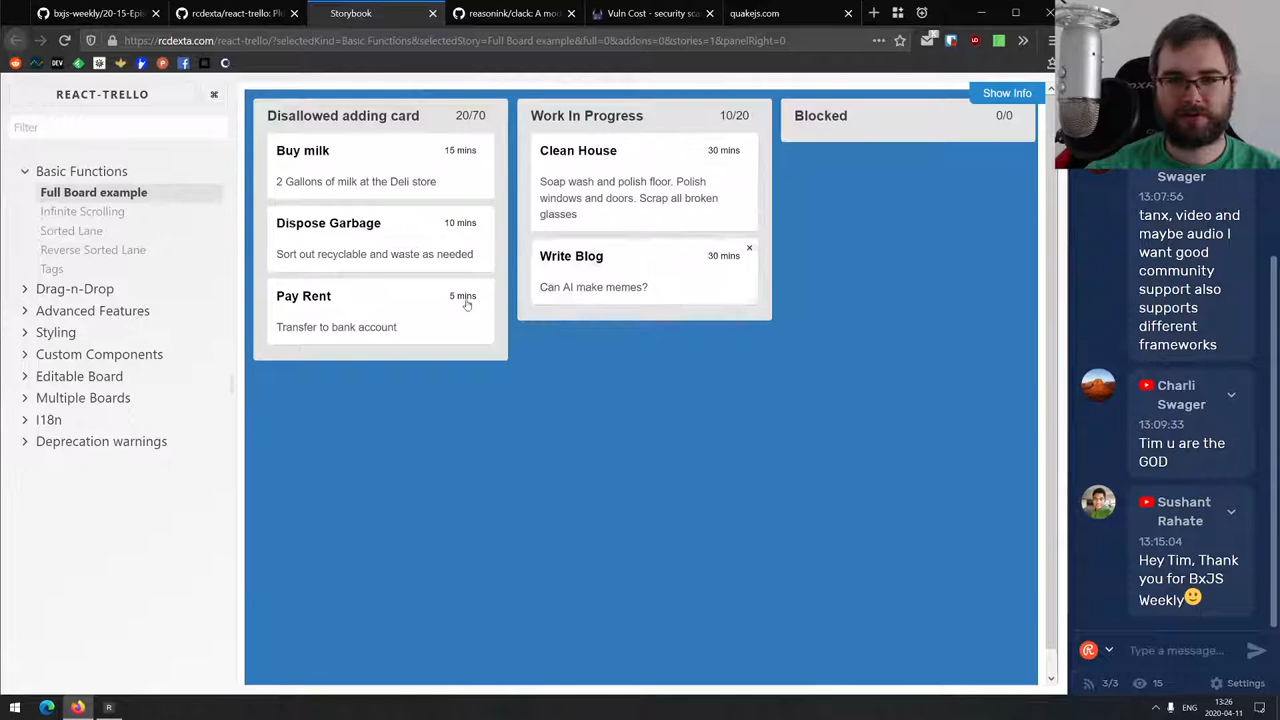 bxjs-weekly/20-15-Epis
rcdexta/react-trello: Pl
Storybook
reasonink/clack: A mo
Vuln Cost - security sca
quakejs.com
https://rcdexta.com/react-trello/?selectedKind=Basic Functions&selectedStory=Full Board example&full=0&addons=0&stories=1&panelRight=0
DEV
REACT-TRELLO
⌘
Filter
Basic Functions
Full Board example
Infinite Scrolling
Sorted Lane
Reverse Sorted Lane
Tags
Drag-n-Drop
Advanced Features
Styling
Custom Components
Editable Board
Multiple Boards
I18n
Deprecation warnings
Show Info
Disallowed adding card 20/70
Buy milk 15 mins
2 Gallons of milk at the Deli store
Dispose Garbage 10 mins
Sort out recyclable and waste as needed
Pay Rent 5 mins
Transfer to bank account
Work In Progress 10/20
Clean House 30 mins
Soap wash and polish floor. Polish
windows and doors. Scrap all broken
glasses
Write Blog 30 mins
Can AI make memes?
Blocked 0/0
Swager
13:07:56
tanx, video and
maybe audio I
want good
community
support also
supports
different
frameworks
Charli
Swager
13:09:33
Tim u are the
GOD
Sushant
Rahate
13:15:04
Hey Tim, Thank
you for BxJS
Weekly🙂
Type a message...
3/3 15 Settings
ENG
13:26
2020-04-11